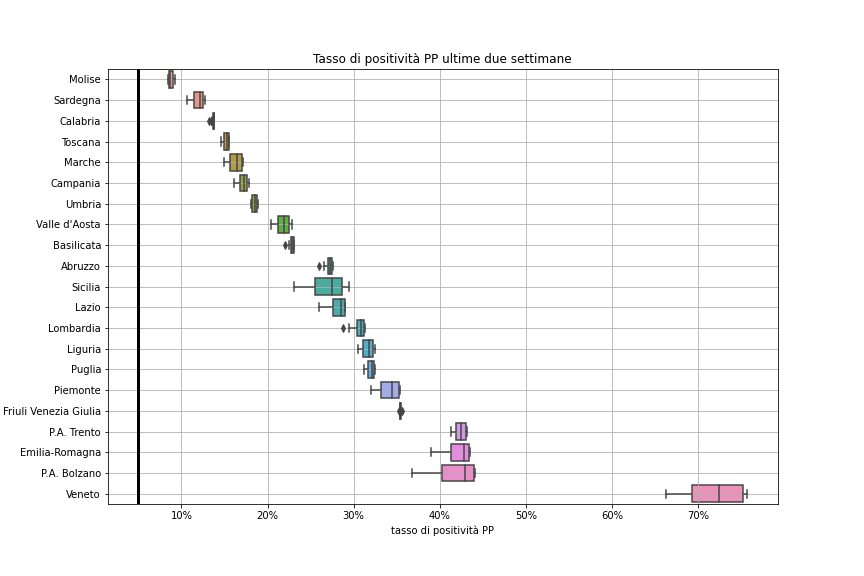 Tasso di positività PP ultime due settimane
Molise
Sardegna
Calabria
Toscana
Marche
Campania
Umbria
Valle d'Aosta
Basilicata
Abruzzo
Sicilia
Lazio
Lombardia
Liguria
Puglia
Piemonte
Friuli Venezia Giulia
P.A. Trento
Emilia-Romagna
P.A. Bolzano
Veneto
10% 20% 30% 40% 50% 60% 70%
tasso di positività PP